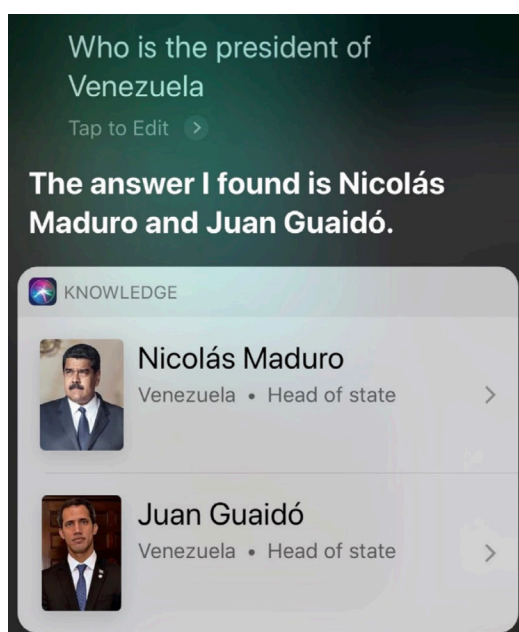 Who is the president of
Venezuela
Tap to Edit
The answer I found is Nicolás
Maduro and Juan Guaidó.
KNOWLEDGE
Nicolás Maduro
Venezuela • Head of state
Juan Guaidó
Venezuela • Head of state